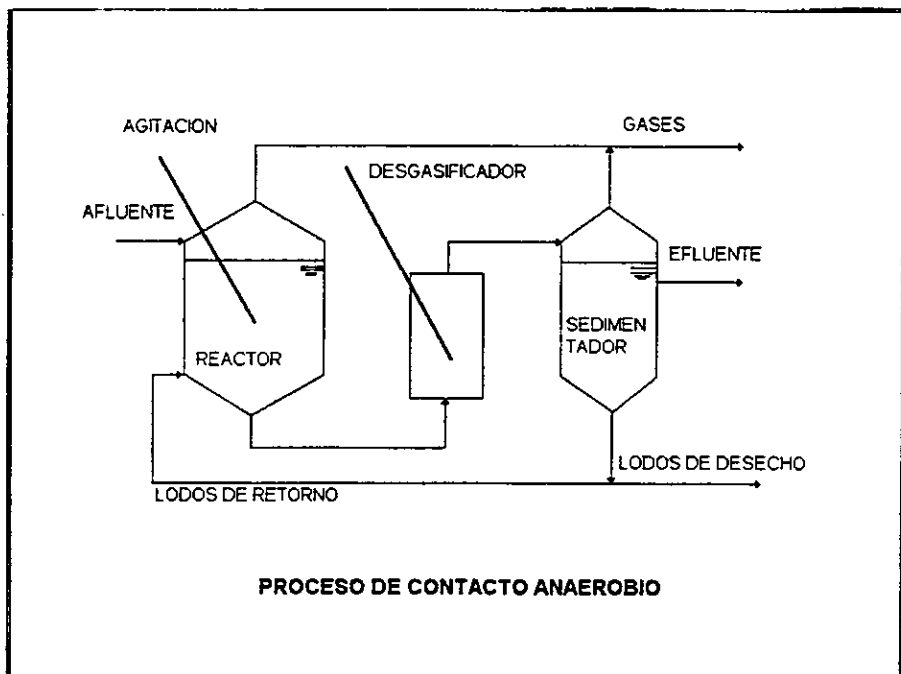 AGITACION
GASES
DESGASIFICADOR
AFLUENTE
EFLUENTE
SEDIMEN
TADOR
REACTOR
LODOS DE DESECHO
LODOS DE RETORNO
PROCESO DE CONTACTO ANAEROBIO